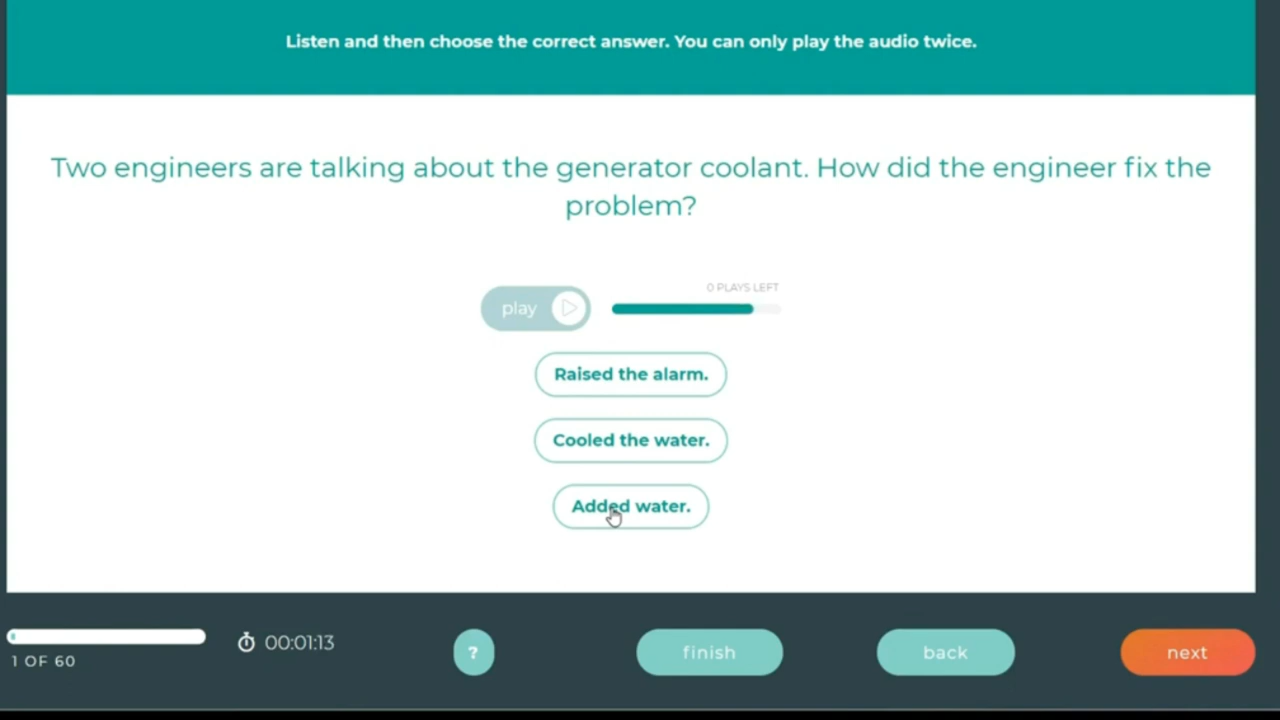 Listen and then choose the correct answer. You can only play the audio twice.
Two engineers are talking about the generator coolant. How did the engineer fix the
problem?
0 PLAYS LEFT
play
Raised the alarm.
Cooled the water.
Added water.
1 OF 60
00:01:13
?
finish
back
next